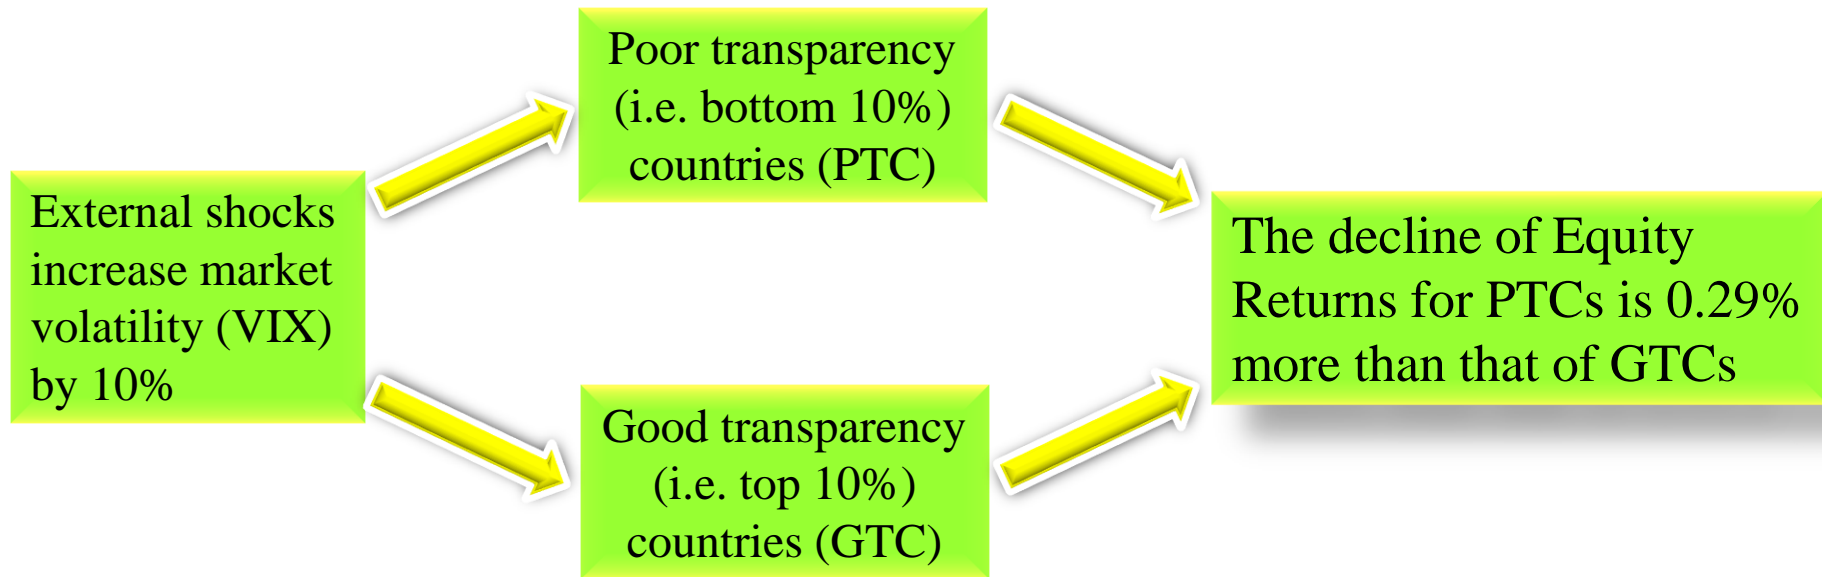 External shocks
increase market
volatility (VIX)
by 10%
Poor transparency
(i.e. bottom 10%)
countries (PTC)
Good transparency
(i.e. top 10%)
countries (GTC)
The decline of Equity
Returns for PTCs is 0.29%
more than that of GTCs